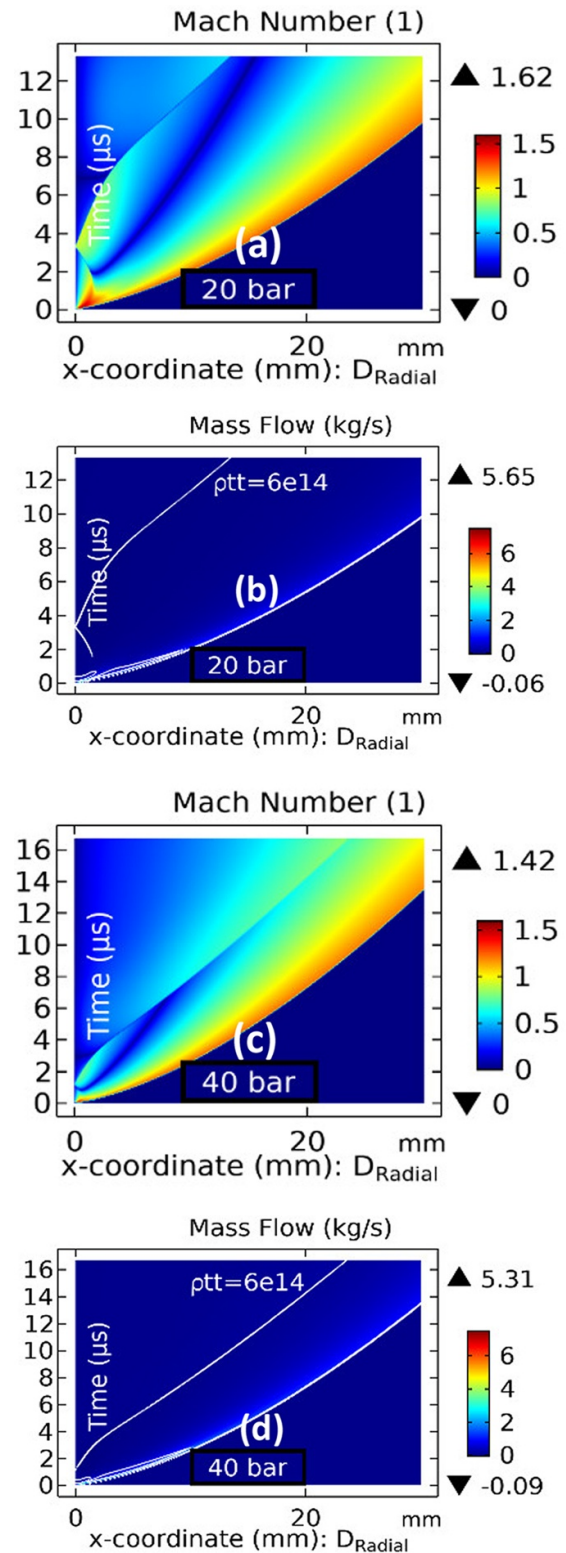 Mach Number (1)
12
10
8
6
4
2
0
Time (µs)
(a)
20 bar
0
20
mm
x-coordinate (mm): DRadial
▲ 1.62
1.5
1
0.5
0
▼ 0
Mass Flow (kg/s)
12
10
8
6
4
2
0
Time (µs)
ρtt=6e14
(b)
20 bar
0
20
mm
x-coordinate (mm): DRadial
▲ 5.65
6
4
2
0
▼ -0.06
Mach Number (1)
16
14
12
10
8
6
4
2
0
Time (µs)
(c)
40 bar
0
20
mm
x-coordinate (mm): DRadial
▲ 1.42
1.5
1
0.5
0
▼ 0
Mass Flow (kg/s)
16
14
12
10
8
6
4
2
0
Time (µs)
ρtt=6e14
(d)
40 bar
0
20
mm
x-coordinate (mm): DRadial
▲ 5.31
6
4
2
0
▼ -0.09